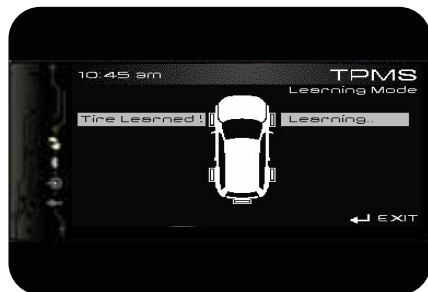 10:45 am
TPMS
Learning Mode
Tire Learned !
Learning..
EXIT